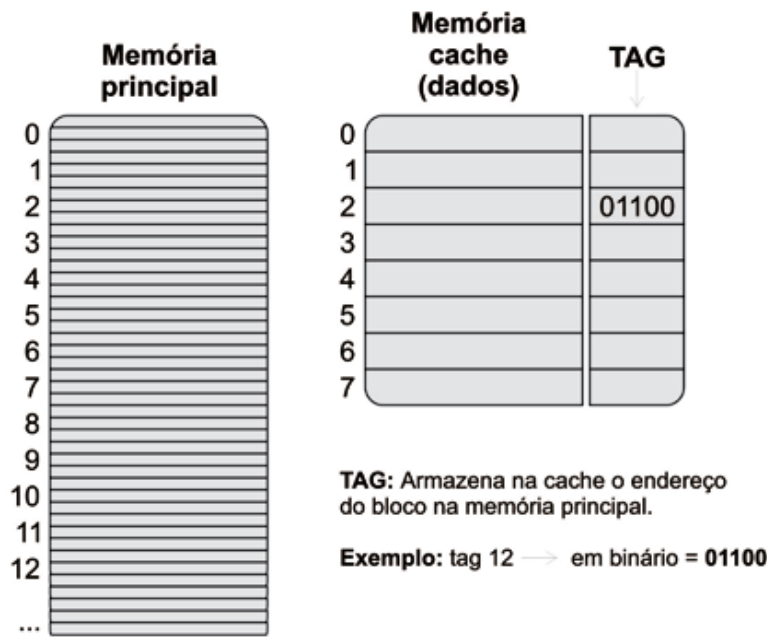 Memória
principal
0
1
2
3
4
5
6
7
8
9
10
11
12
...
Memória
cache
(dados)
TAG
0
1
2
3
4
5
6
7
01100
TAG: Armazena na cache o endereço
do bloco na memória principal.
Exemplo: tag 12 → em binário = 01100